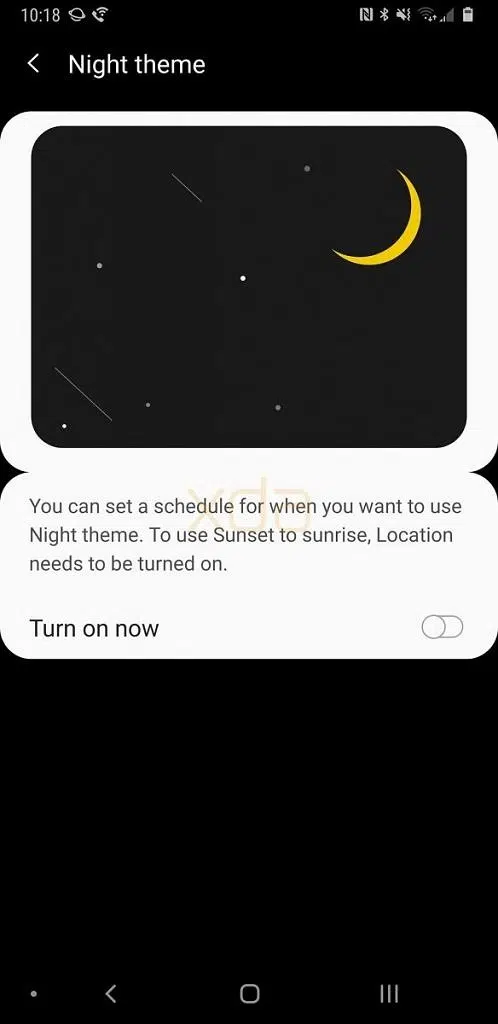 10:18
Night theme
xda
You can set a schedule for when you want to use
Night theme. To use Sunset to sunrise, Location
needs to be turned on.
Turn on now